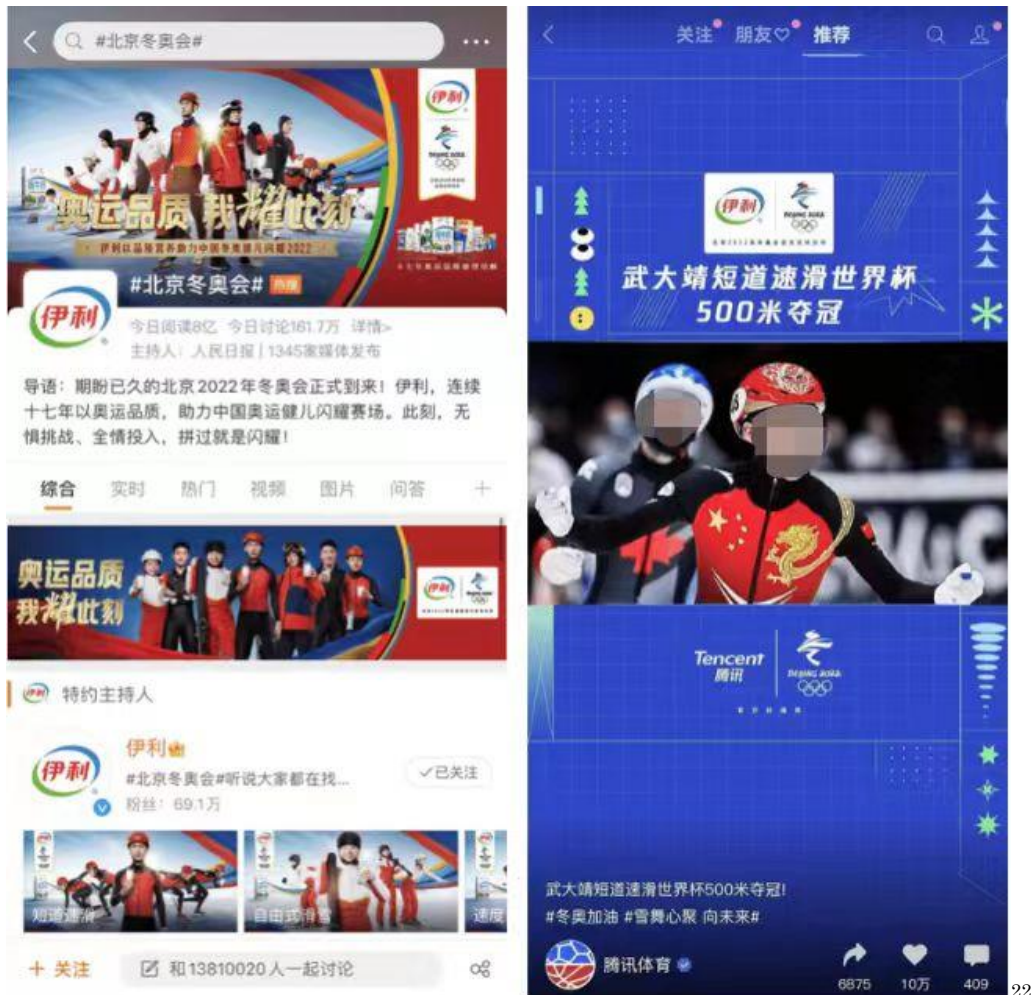 #北京冬奥会#
伊利
BEIJING 2022
奥运品质 我耀此刻
伊利以品质营养助力中国冬奥健儿闪耀2022
#北京冬奥会# 热搜
伊利
今日阅读8亿 今日讨论161.7万 详情>
主持人：人民日报 | 1345家媒体发布
导语：期盼已久的北京2022年冬奥会正式到来！伊利，连续
十七年以奥运品质，助力中国奥运健儿闪耀赛场。此刻，无
惧挑战、全情投入，拼过就是闪耀！
综合 实时 热门 视频 图片 问答
奥运品质
我耀此刻
伊利
特约主持人
伊利
伊利
#北京冬奥会#听说大家都在找...
已关注
粉丝：69.1万
短道速滑
自由式滑雪
速度
+ 关注
和13810020人一起讨论
关注 朋友 推荐
伊利
BEIJING 2022
武大靖短道速滑世界杯
500米夺冠
Tencent
腾讯
BEIJING 2022
武大靖短道速滑世界杯500米夺冠!
#冬奥加油 #雪舞心聚 向未来#
腾讯体育
6875
10万
409
22